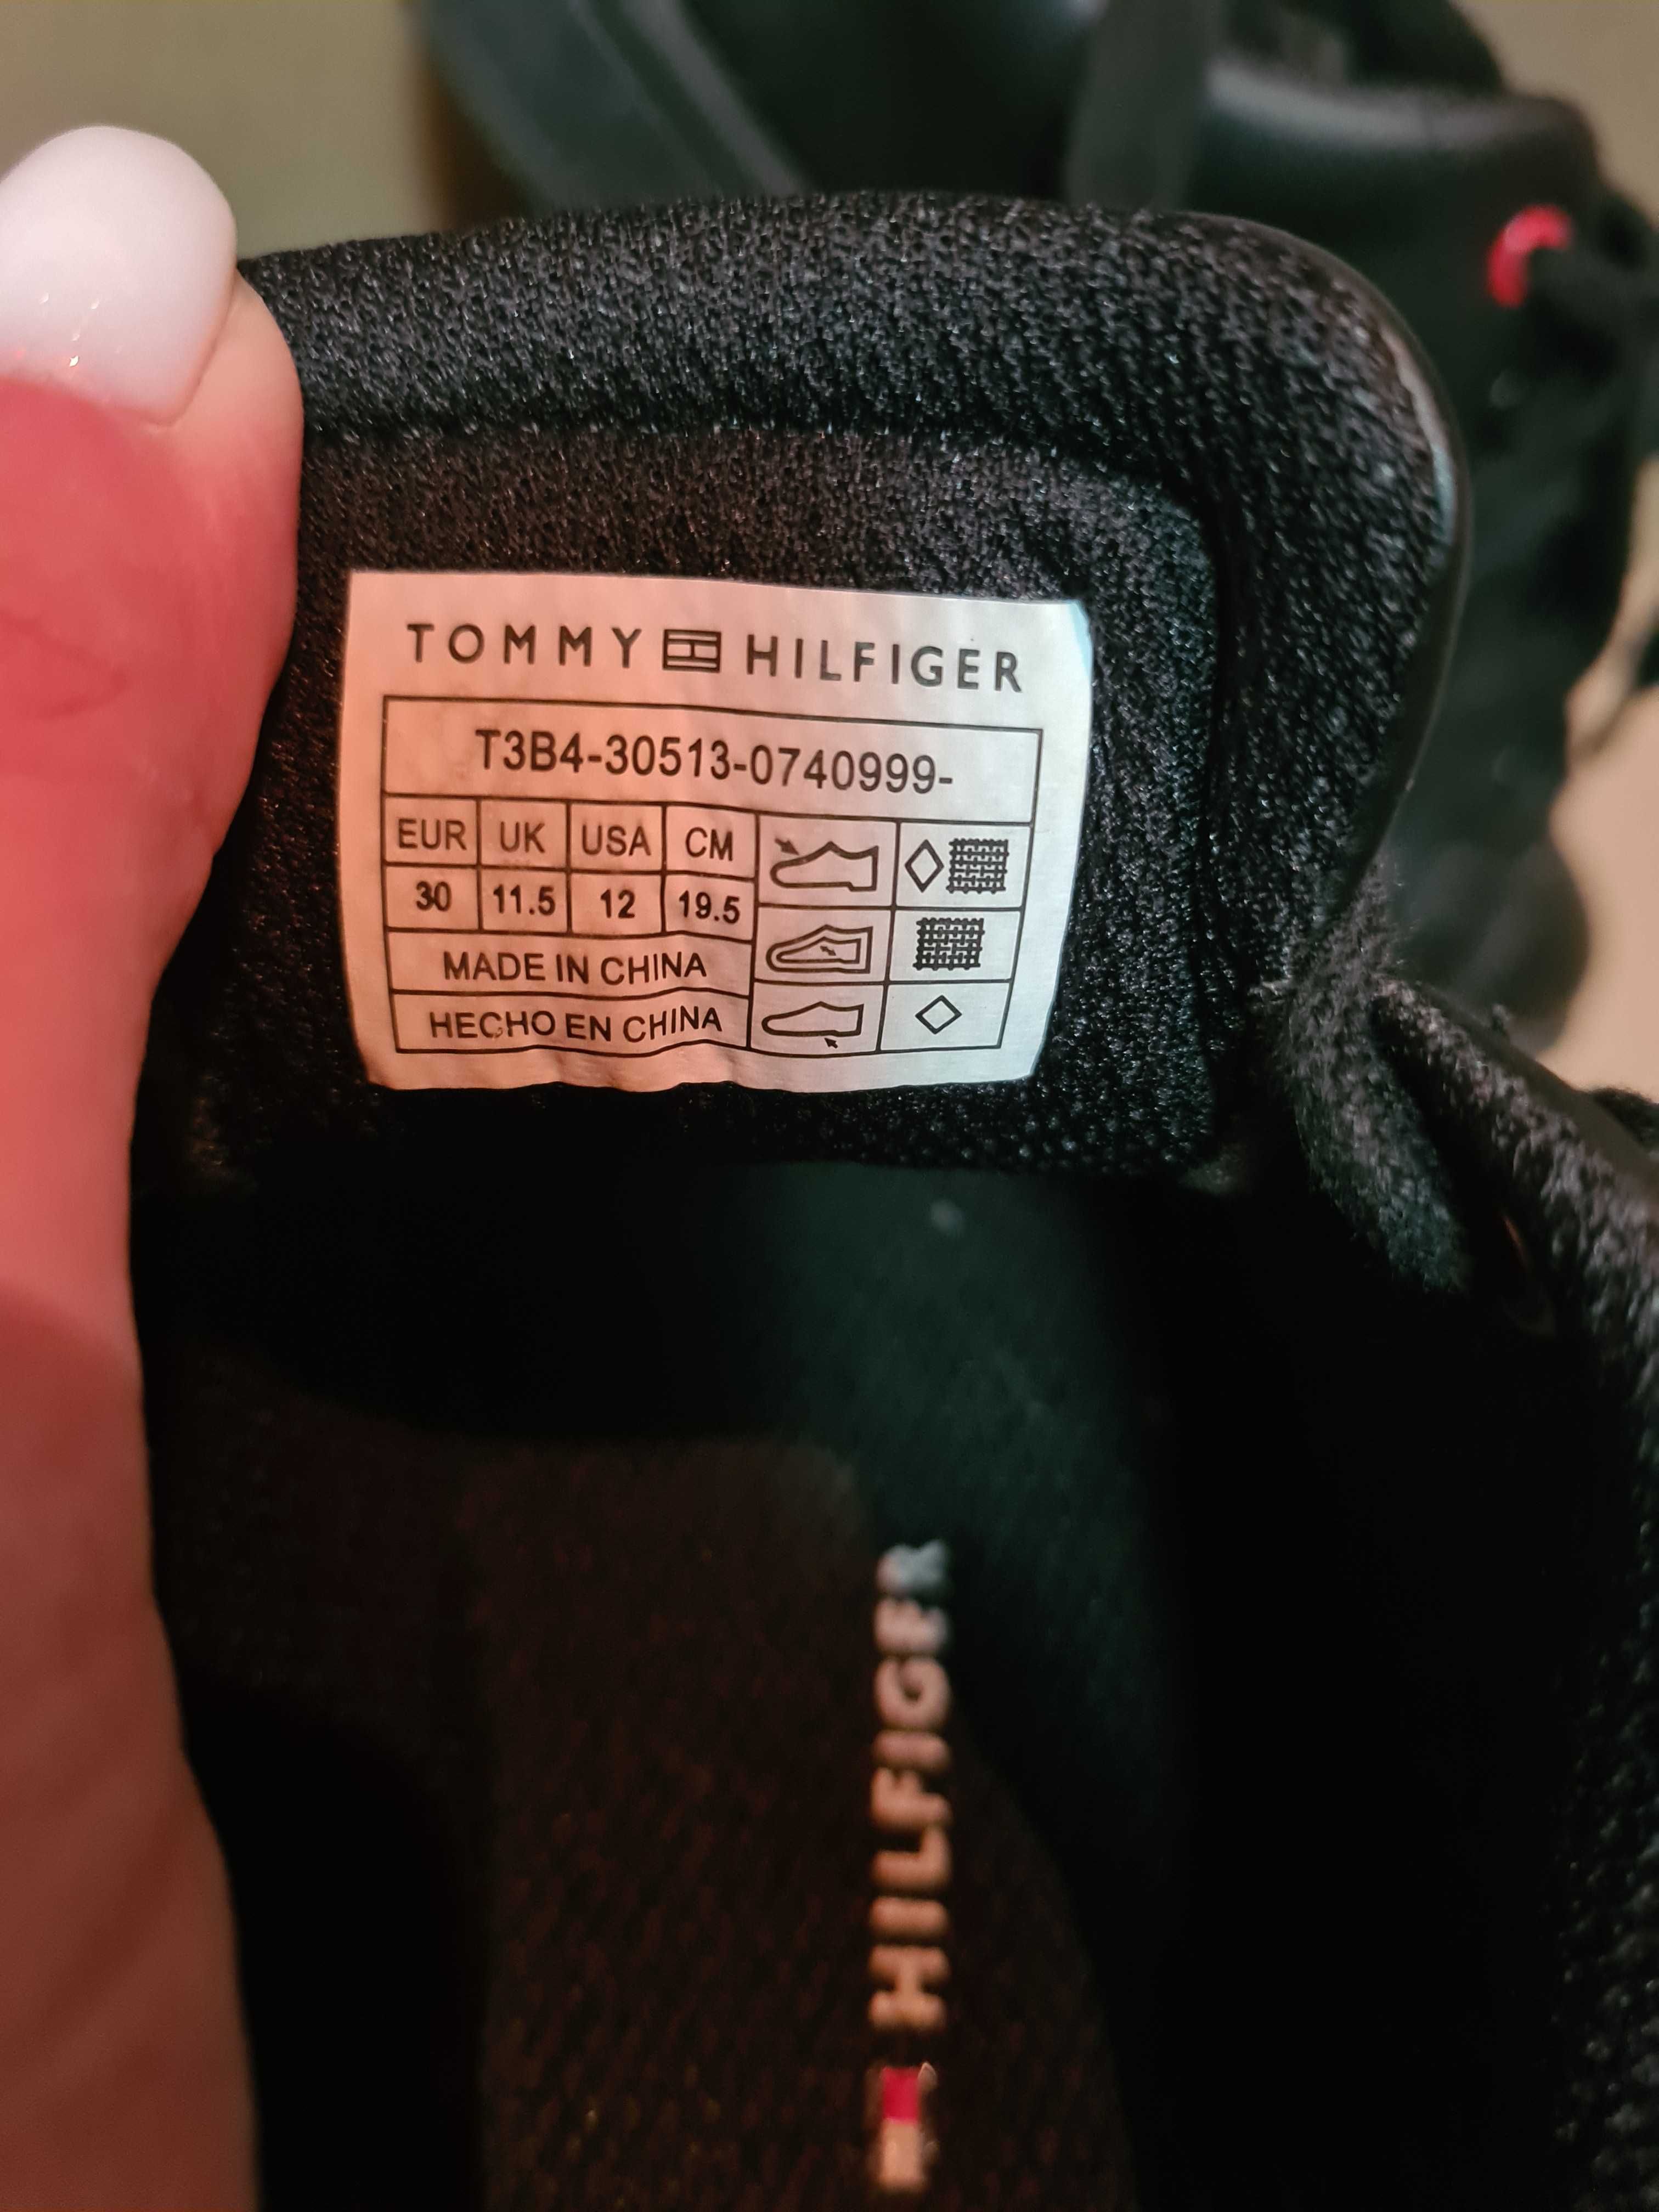 TOMMY HILFIGER
T3B4-30513-0740999-
EUR UK USA CM
30 11.5 12 19.5
MADE IN CHINA
HECHO EN CHINA
HILFIGER